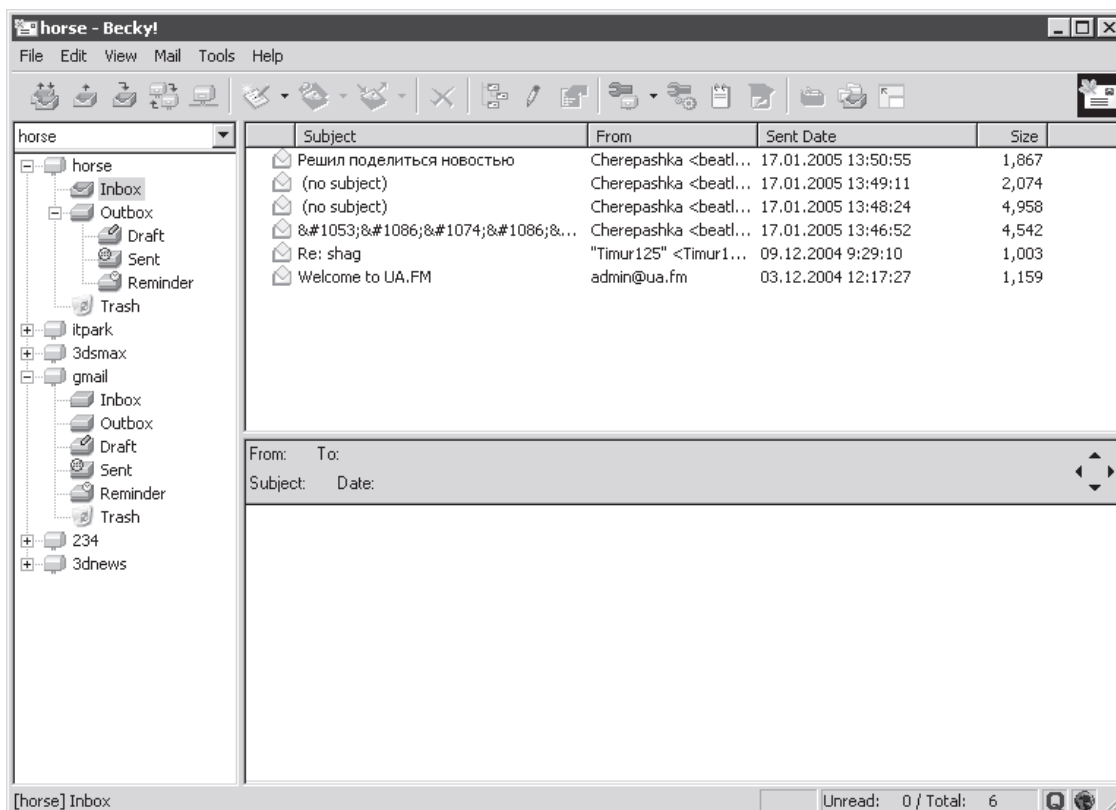 horse - Becky!
File Edit View Mail Tools Help
horse
horse
Inbox
Outbox
Draft
Sent
Reminder
Trash
itpark
3dsmax
gmail
Inbox
Outbox
Draft
Sent
Reminder
Trash
234
3dnews
Subject From Sent Date Size
Решил поделиться новостью Cherepashka <beatl... 17.01.2005 13:50:55 1,867
(no subject) Cherepashka <beatl... 17.01.2005 13:49:11 2,074
(no subject) Cherepashka <beatl... 17.01.2005 13:48:24 4,958
&#1053;&#1086;&#1074;&#1086;&... Cherepashka <beatl... 17.01.2005 13:46:52 4,542
Re: shag "Timur125" <Timur1... 09.12.2004 9:29:10 1,003
Welcome to UA.FM admin@ua.fm 03.12.2004 12:17:27 1,159
From: To:
Subject: Date:
[horse] Inbox Unread: 0 / Total: 6